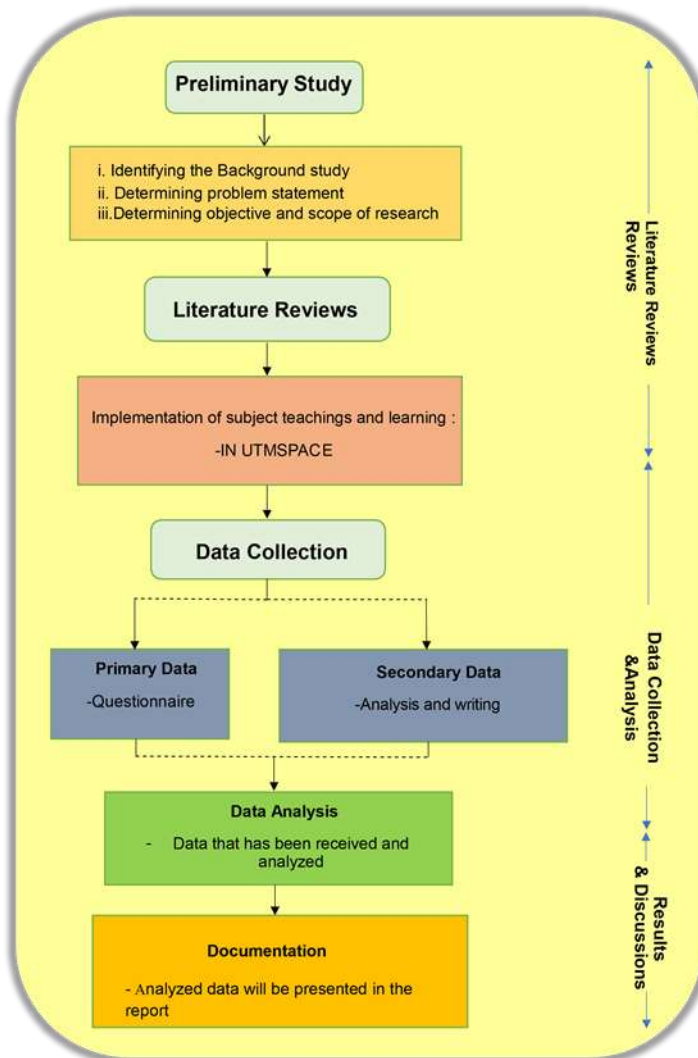 Preliminary Study
i. Identifying the Background study
ii. Determining problem statement
iii.Determining objective and scope of research
Literature Reviews
Implementation of subject teachings and learning :
-IN UTMSPACE
Data Collection
Primary Data
-Questionnaire
Secondary Data
-Analysis and writing
Data Analysis
- Data that has been received and
analyzed
Documentation
- Analyzed data will be presented in the
report
Literature Reviews
Reviews
Data Collection
&Analysis
Results
& Discussions